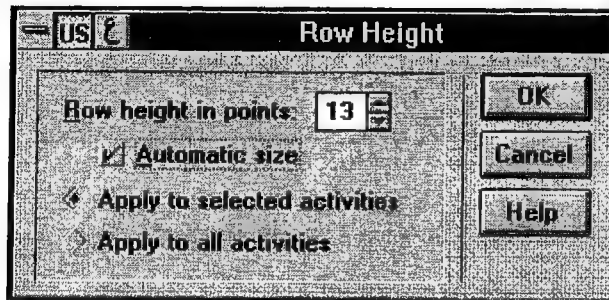 US ع Row Height
Row height in points: 13
Automatic size
Apply to selected activities
Apply to all activities
OK
Cancel
Help